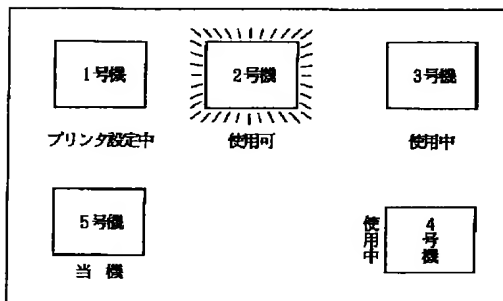 1号機
2号機
3号機
プリンタ設定中
使用可
使用中
5号機
4号機
使用中
当 機